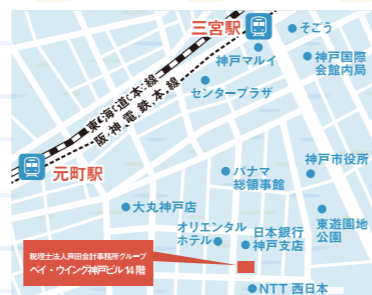 三宮駅
そごう
神戸マルイ
神戸国際
会館内局
センタープラザ
東海道本線
阪神電鉄本線
元町駅
神戸市役所
パナマ
総領事館
大丸神戸店
東遊園地
公園
オリエンタル
ホテル
日本銀行
神戸支店
税理士法人芦田会計事務所グループ
ベイ・ウイング神戸ビル 14階
NTT 西日本